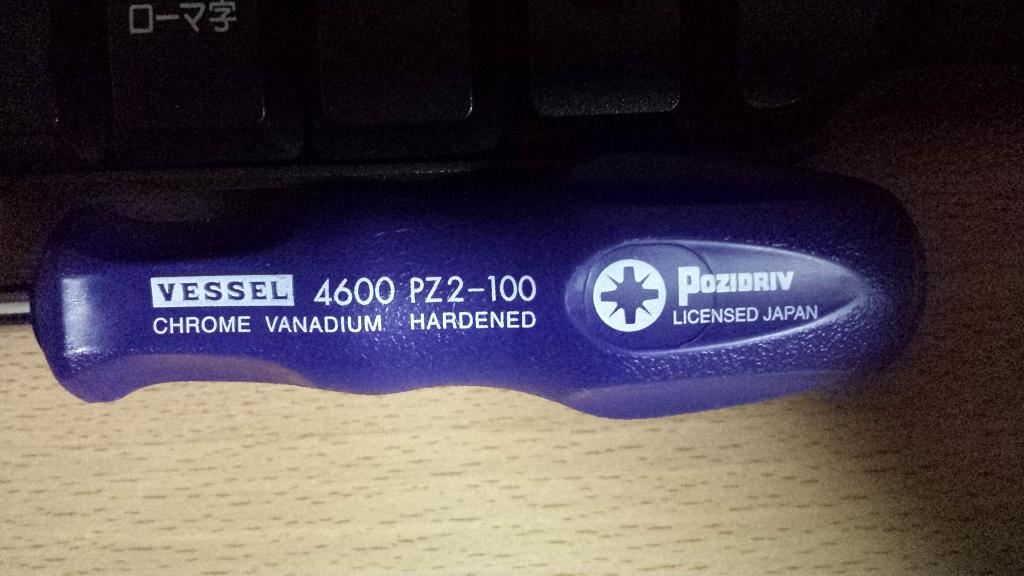 ローマ字
VESSEL 4600 PZ2-100
CHROME VANADIUM HARDENED
POZIDRIV
LICENSED JAPAN